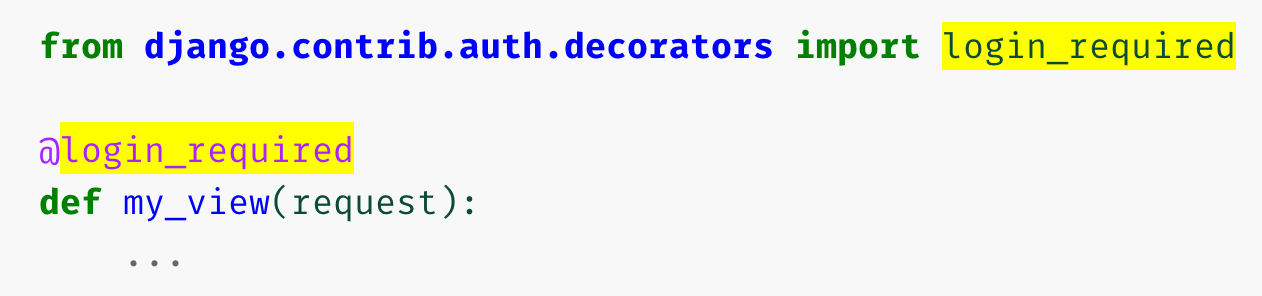 from django.contrib.auth.decorators import login_required
@login_required
def my_view(request):
    ...